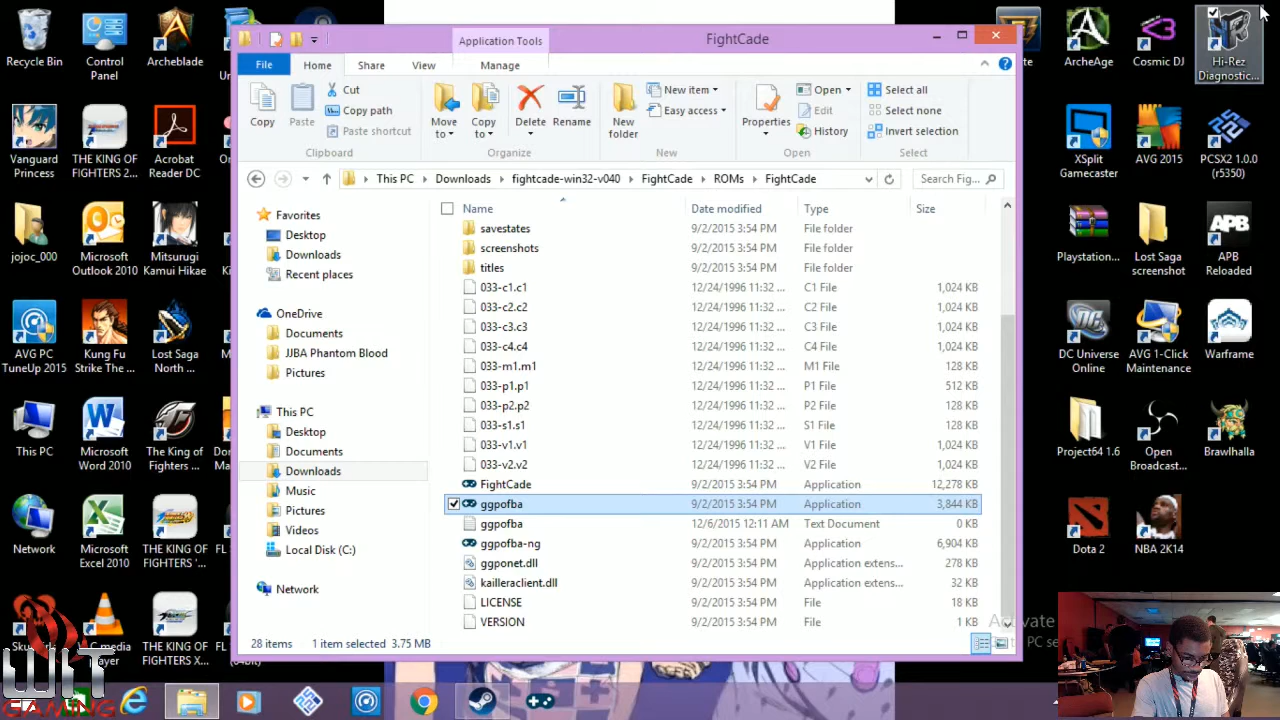 Recycle Bin
Control
Panel
Archeblade
Application Tools
FightCade
ArcheAge
Cosmic DJ
Hi-Rez
Diagnostic...
File
Home
Share
View
Manage
Copy
Paste
Cut
Copy path
Paste shortcut
Move
to
Copy
to
Delete
Rename
New
folder
New item
Easy access
Properties
Open
Edit
History
Select all
Select none
Invert selection
Clipboard
Organize
New
Open
Select
This PC
Downloads
fightcade-win32-v040
FightCade
ROMs
FightCade
Search Fig...
Vanguard
Princess
THE KING OF
FIGHTERS 2...
Acrobat
Reader DC
XSplit
Gamecaster
AVG 2015
PCSX2 1.0.0
(r5350)
jojoc_000
Microsoft
Outlook 2010
Mitsurugi
Kamui Hikae
Playstation...
Lost Saga
screenshot
APB
APB
Reloaded
AVG PC
TuneUp 2015
Kung Fu
Strike The ...
Lost Saga
North ...
DC Universe
Online
AVG 1-Click
Maintenance
Warframe
This PC
Microsoft
Word 2010
The King of
Fighters ...
Project64 1.6
Open
Broadcast...
Brawlhalla
Network
Microsoft
Excel 2010
THE KING OF
FIGHTERS '...
Dota 2
NBA 2K14
THE KING OF
FIGHTERS X...
Favorites
Desktop
Downloads
Recent places
OneDrive
Documents
JJBA Phantom Blood
Pictures
This PC
Desktop
Documents
Downloads
Music
Pictures
Videos
Local Disk (C:)
Network
Name Date modified Type Size
savestates 9/2/2015 3:54 PM File folder
screenshots 9/2/2015 3:54 PM File folder
titles 9/2/2015 3:54 PM File folder
033-c1.c1 12/24/1996 11:32 ... C1 File 1,024 KB
033-c2.c2 12/24/1996 11:32 ... C2 File 1,024 KB
033-c3.c3 12/24/1996 11:32 ... C3 File 1,024 KB
033-c4.c4 12/24/1996 11:32 ... C4 File 1,024 KB
033-m1.m1 12/24/1996 11:32 ... M1 File 128 KB
033-p1.p1 12/24/1996 11:32 ... P1 File 512 KB
033-p2.p2 12/24/1996 11:32 ... P2 File 128 KB
033-s1.s1 12/24/1996 11:32 ... S1 File 128 KB
033-v1.v1 12/24/1996 11:32 ... V1 File 1,024 KB
033-v2.v2 12/24/1996 11:32 ... V2 File 1,024 KB
FightCade 9/2/2015 3:54 PM Application 12,278 KB
ggpofba 9/2/2015 3:54 PM Application 3,844 KB
ggpofba 12/6/2015 12:11 AM Text Document 0 KB
ggpofba-ng 9/2/2015 3:54 PM Application 6,904 KB
ggponet.dll 9/2/2015 3:54 PM Application extens... 278 KB
kailleraclient.dll 9/2/2015 3:54 PM Application extens... 32 KB
LICENSE 9/2/2015 3:54 PM File 18 KB
VERSION 9/2/2015 3:54 PM File 1 KB
28 items 1 item selected 3.75 MB
GAMING